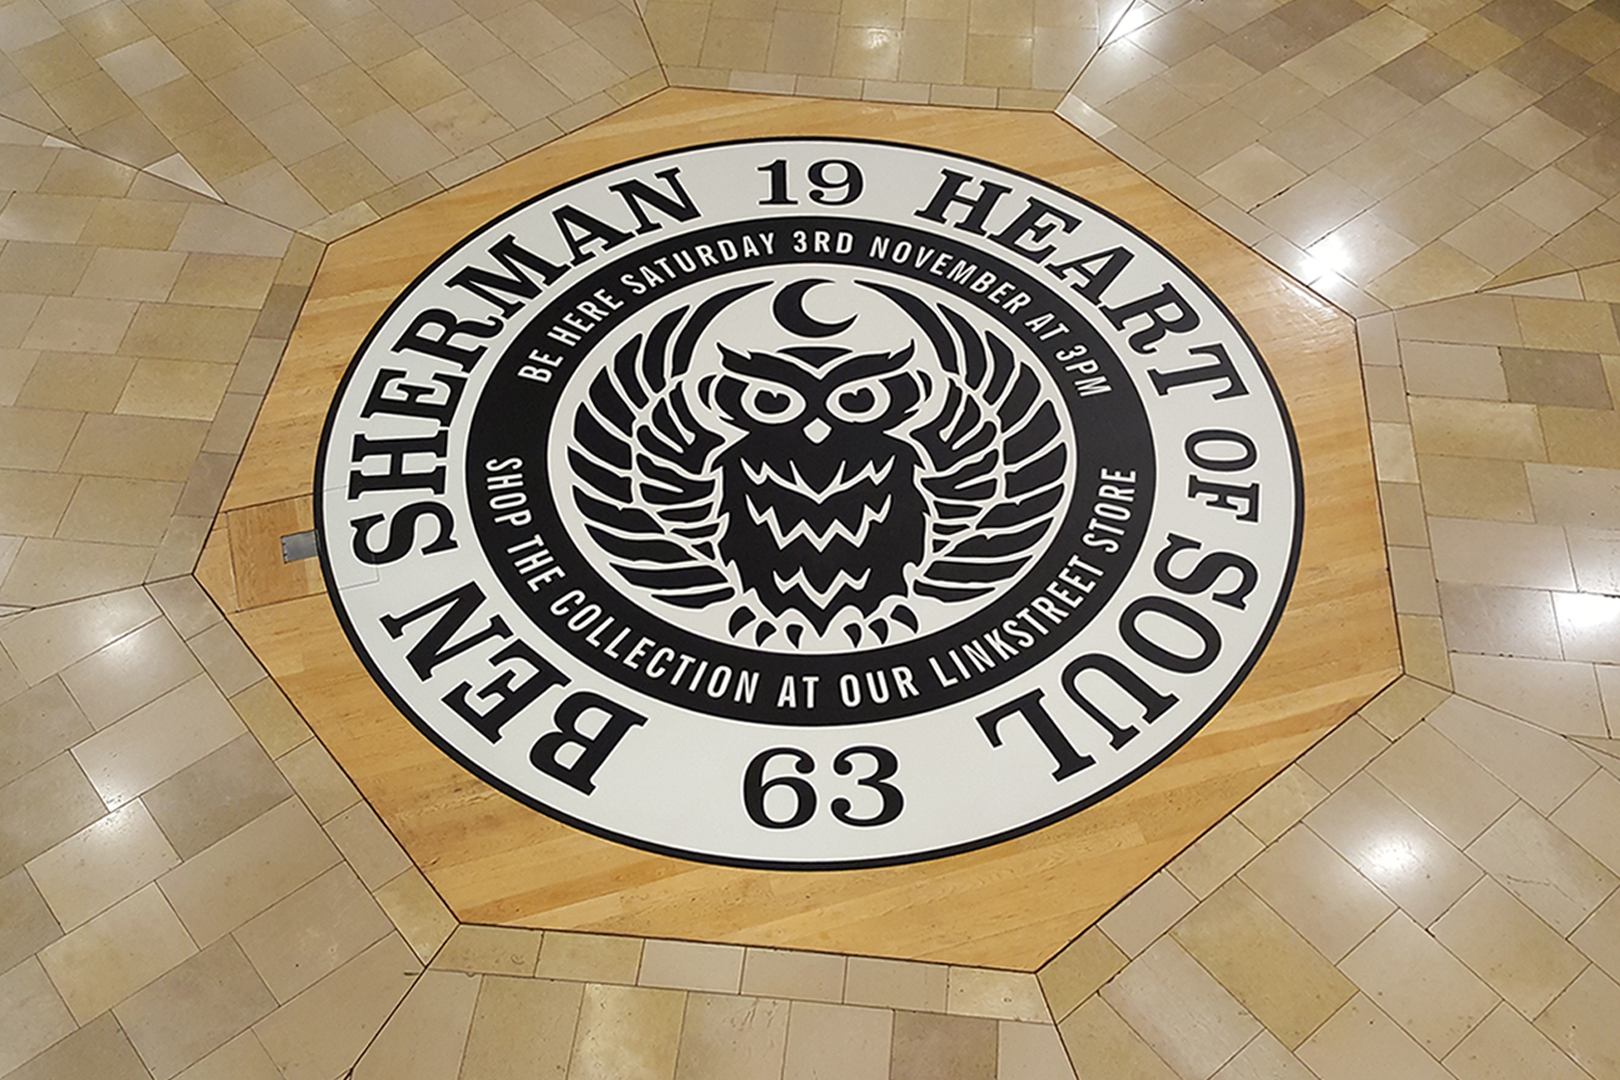 BEN SHERMAN 19 HEART OF SOUL
63
BE HERE SATURDAY 3RD NOVEMBER AT 3PM
SHOP THE COLLECTION AT OUR LINKSTREET STORE